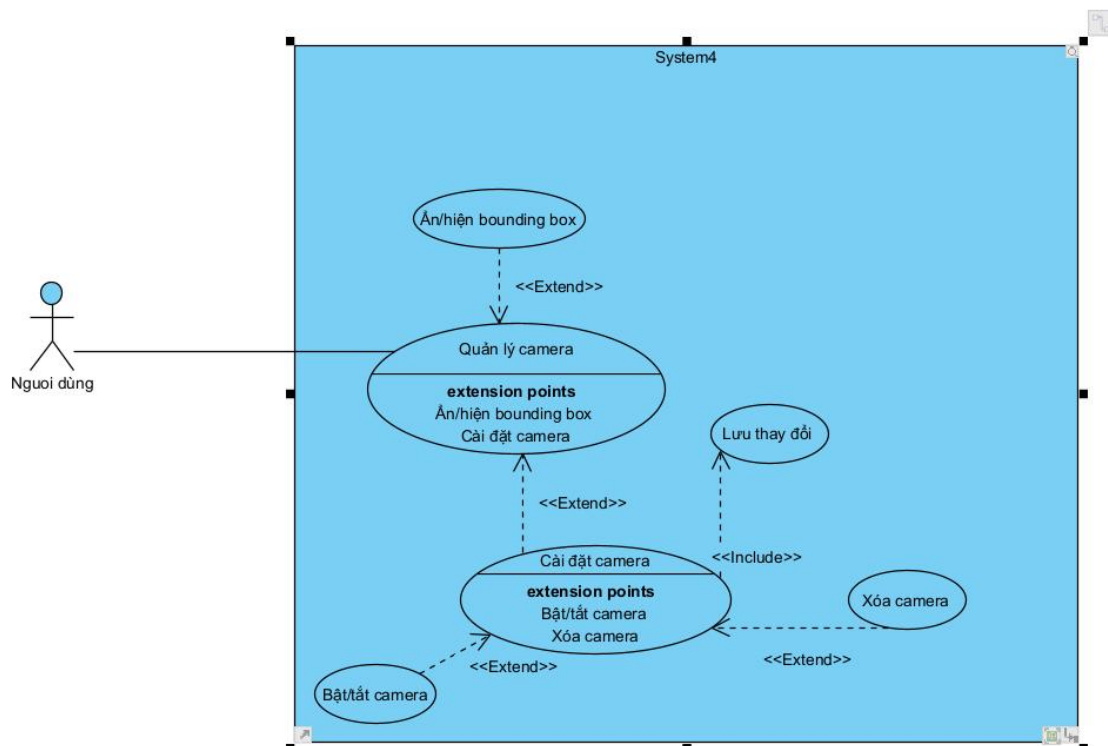 System4
Ẩn/hiện bounding box
<<Extend>>
Quản lý camera
extension points
Ẩn/hiện bounding box
Cài đặt camera
Nguoi dùng
Lưu thay đổi
<<Extend>>
<<Include>>
Cài đặt camera
extension points
Bật/tắt camera
Xóa camera
Xóa camera
<<Extend>>
<<Extend>>
Bật/tắt camera